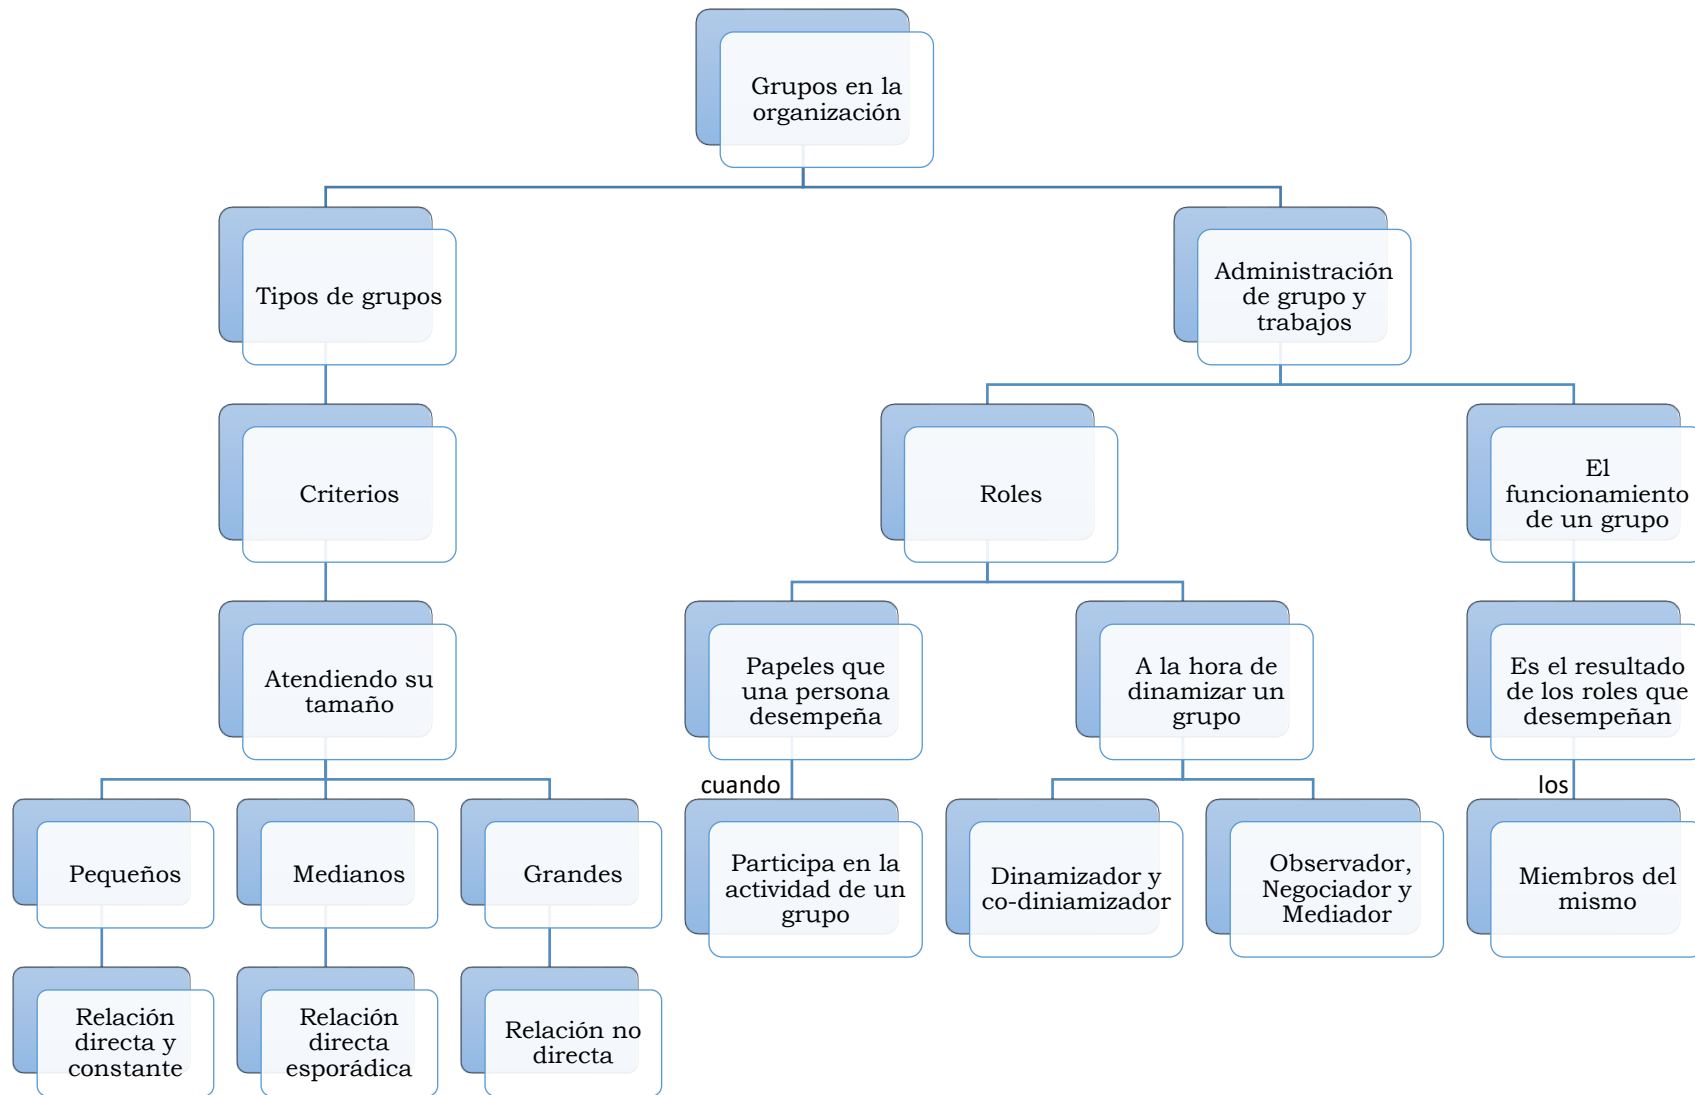 Grupos en la
organización
Tipos de grupos
Administración
de grupo y
trabajos
Criterios
Roles
El
funcionamiento
de un grupo
Atendiendo su
tamaño
Papeles que
una persona
desempeña
A la hora de
dinamizar un
grupo
Es el resultado
de los roles que
desempeñan
cuando
los
Pequeños
Medianos
Grandes
Participa en la
actividad de un
grupo
Dinamizador y
co-diniamizador
Observador,
Negociador y
Mediador
Miembros del
mismo
Relación
directa y
constante
Relación
directa
esporádica
Relación no
directa